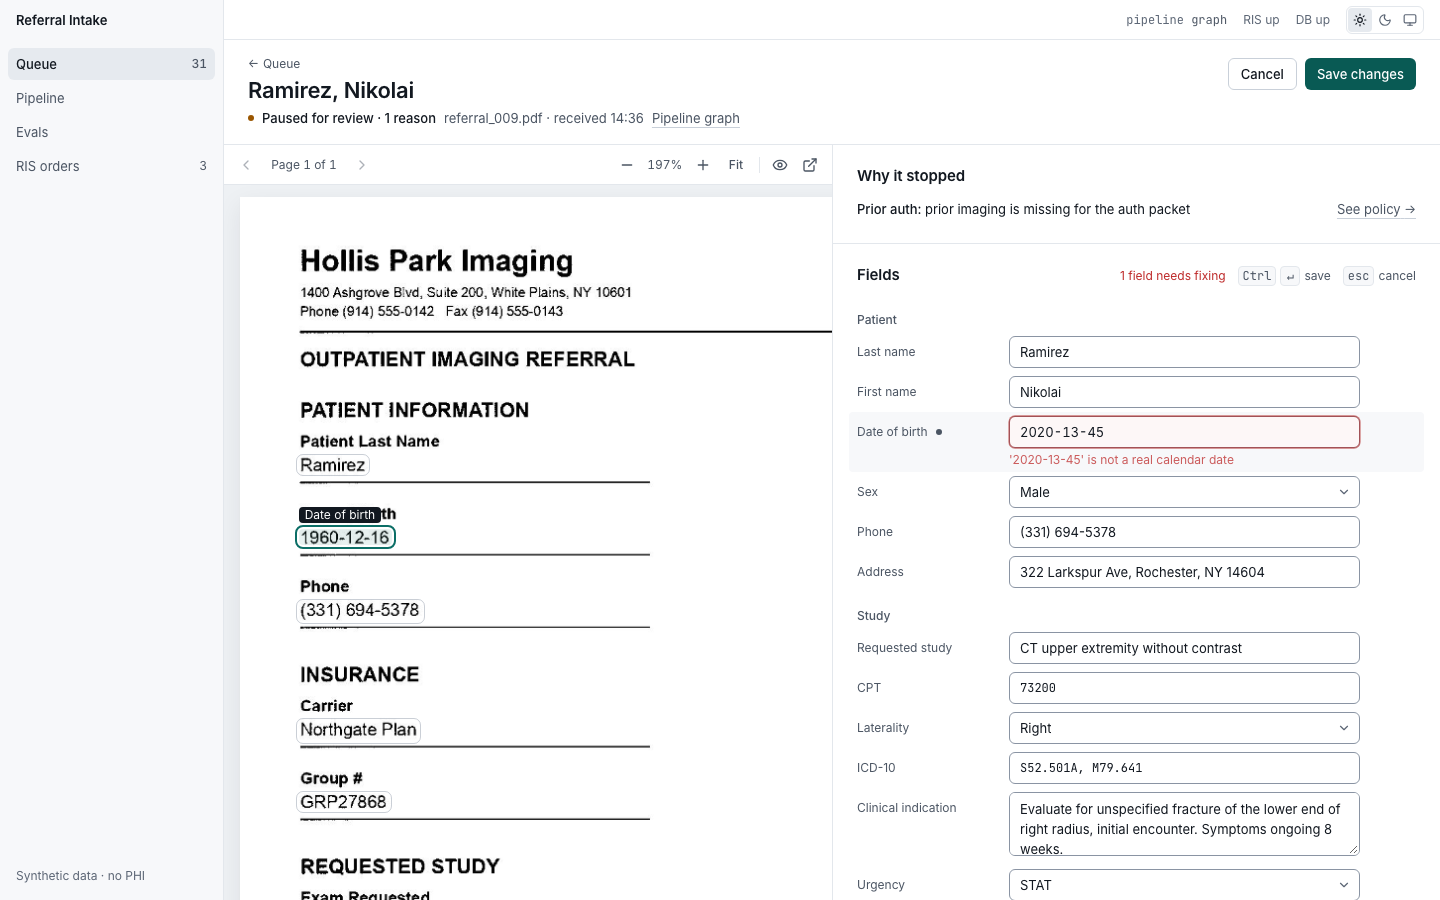 Referral Intake
pipeline graph RIS up DB up
Queue 31
Pipeline
Evals
RIS orders 3
Synthetic data · no PHI
← Queue
Ramirez, Nikolai
Paused for review · 1 reason referral_009.pdf · received 14:36 Pipeline graph
Cancel Save changes
Page 1 of 1 197% Fit
Hollis Park Imaging
1400 Ashgrove Blvd, Suite 200, White Plains, NY 10601
Phone (914) 555-0142 Fax (914) 555-0143
OUTPATIENT IMAGING REFERRAL
PATIENT INFORMATION
Patient Last Name
Ramirez
Date of birth th
1960-12-16
Phone
(331) 694-5378
INSURANCE
Carrier
Northgate Plan
Group #
GRP27868
REQUESTED STUDY
Exam Requested
Why it stopped
Prior auth: prior imaging is missing for the auth packet See policy →
Fields 1 field needs fixing Ctrl ↵ save esc cancel
Patient
Last name Ramirez
First name Nikolai
Date of birth 2020-13-45
'2020-13-45' is not a real calendar date
Sex Male
Phone (331) 694-5378
Address 322 Larkspur Ave, Rochester, NY 14604
Study
Requested study CT upper extremity without contrast
CPT 73200
Laterality Right
ICD-10 S52.501A, M79.641
Clinical indication Evaluate for unspecified fracture of the lower end of
right radius, initial encounter. Symptoms ongoing 8
weeks.
Urgency STAT